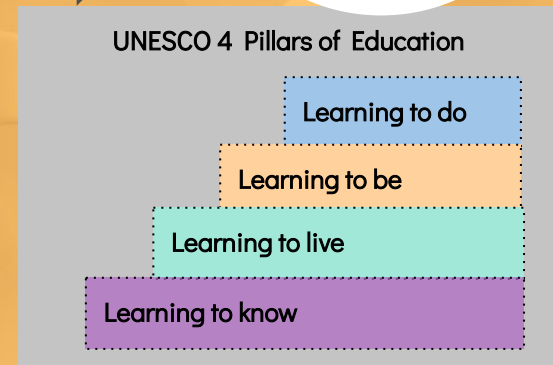 UNESCO 4 Pillars of Education
Learning to do
Learning to be
Learning to live
Learning to know